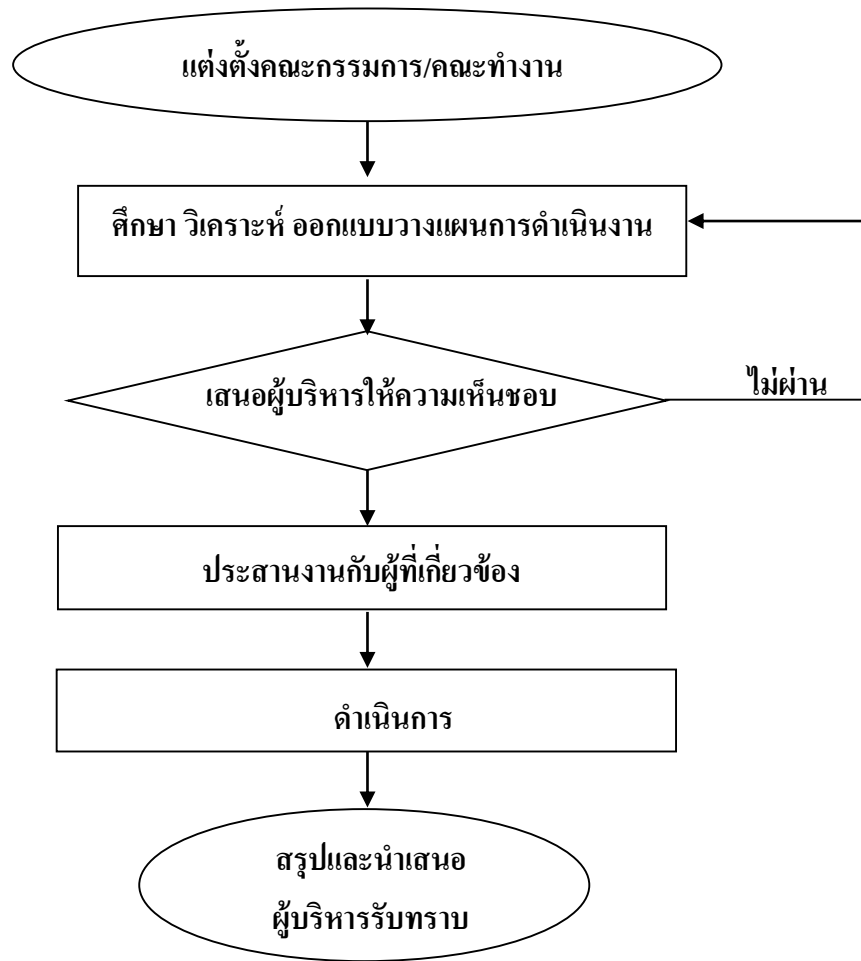 แต่งตั้งคณะกรรมการ/คณะทำงาน
ศึกษา วิเคราะห์ ออกแบบวางแผนการดำเนินงาน
เสนอผู้บริหารให้ความเห็นชอบ
ไม่ผ่าน
ประสานงานกับผู้ที่เกี่ยวข้อง
ดำเนินการ
สรุปและนำเสนอ
ผู้บริหารรับทราบ